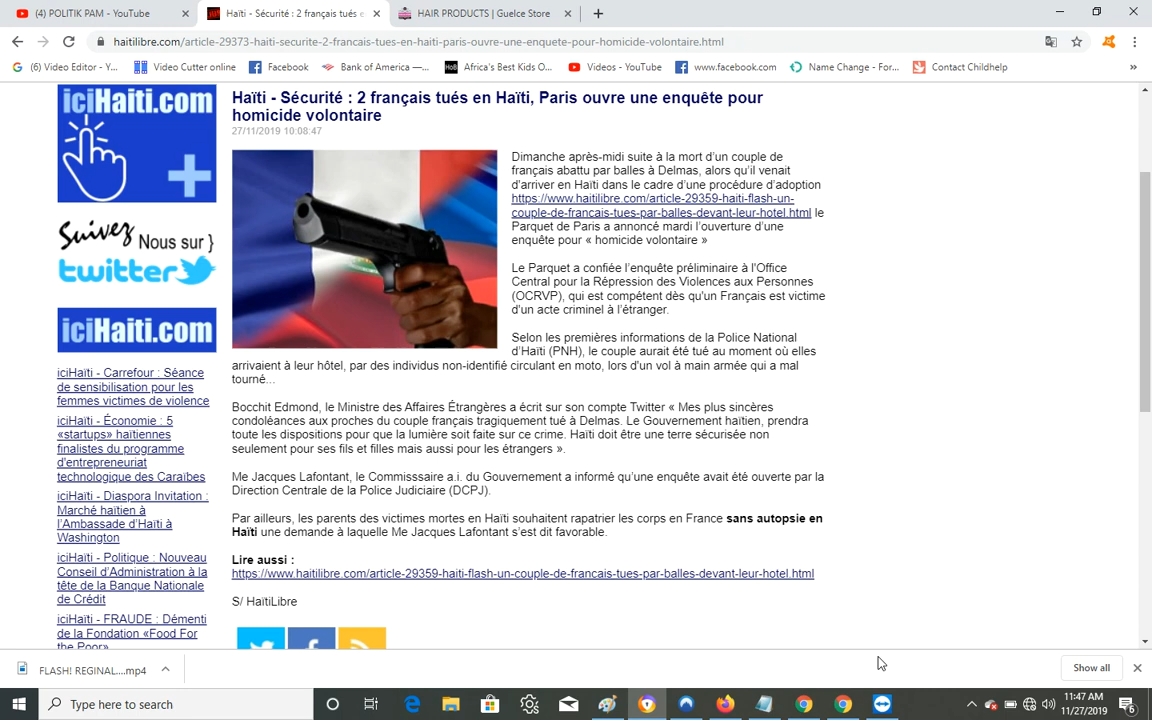 (4) POLITIK PAM - YouTube
Haïti - Sécurité : 2 français tués e
HAIR PRODUCTS | Guelce Store
haitilibre.com/article-29373-haiti-securite-2-francais-tues-en-haiti-paris-ouvre-une-enquete-pour-homicide-volontaire.html
(6) Video Editor - Y...
Video Cutter online
Facebook
Bank of America —...
HoB
Africa's Best Kids O...
Videos - YouTube
www.facebook.com
Name Change - For...
Contact Childhelp
»
iciHaiti.com
Suivez Nous sur }
twitter
iciHaiti.com
iciHaïti - Carrefour : Séance
de sensibilisation pour les
femmes victimes de violence
iciHaïti - Économie : 5
«startups» haïtiennes
finalistes du programme
d'entrepreneuriat
technologique des Caraïbes
iciHaïti - Diaspora Invitation :
Marché haïtien à
l'Ambasade d'Haïti à
Washington
iciHaïti - Politique : Nouveau
Conseil d'Administration à la
tête de la Banque Nationale
de Crédit
iciHaïti - FRAUDE : Démenti
de la Fondation «Food For
the Poor»
Haïti - Sécurité : 2 français tués en Haïti, Paris ouvre une enquête pour
homicide volontaire
27/11/2019 10:08:47
Dimanche après-midi suite à la mort d'un couple de
français abattu par balles à Delmas, alors qu'il venait
d'arriver en Haïti dans le cadre d'une procédure d'adoption
https://www.haitilibre.com/article-29359-haiti-flash-un-
couple-de-francais-tues-par-balles-devant-leur-hotel.html le
Parquet de Paris a annoncé mardi l'ouverture d'une
enquête pour « homicide volontaire »
Le Parquet a confiée l'enquête préliminaire à l'Office
Central pour la Répression des Violences aux Personnes
(OCRVP), qui est compétent dès qu'un Français est victime
d'un acte criminel à l'étranger.
Selon les premières informations de la Police National
d'Haïti (PNH), le couple aurait été tué au moment où elles
arrivaient à leur hôtel, par des individus non-identifié circulant en moto, lors d'un vol à main armée qui a mal
tourné...
Bocchit Edmond, le Ministre des Affaires Étrangères a écrit sur son compte Twitter « Mes plus sincères
condoléances aux proches du couple français tragiquement tué à Delmas. Le Gouvernement haïtien, prendra
toute les dispositions pour que la lumière soit faite sur ce crime. Haïti doit être une terre sécurisée non
seulement pour ses fils et filles mais aussi pour les étrangers ».
Me Jacques Lafontant, le Commisssaire a.i. du Gouvernement a informé qu'une enquête avait été ouverte par la
Direction Centrale de la Police Judiciaire (DCPJ).
Par ailleurs, les parents des victimes mortes en Haïti souhaitent rapatrier les corps en France sans autopsie en
Haïti une demande à laquelle Me Jacques Lafontant s'est dit favorable.
Lire aussi :
https://www.haitilibre.com/article-29359-haiti-flash-un-couple-de-francais-tues-par-balles-devant-leur-hotel.html
S/ HaïtiLibre
FLASH! REGINAL....mp4
Show all
Type here to search
11:47 AM
11/27/2019
6